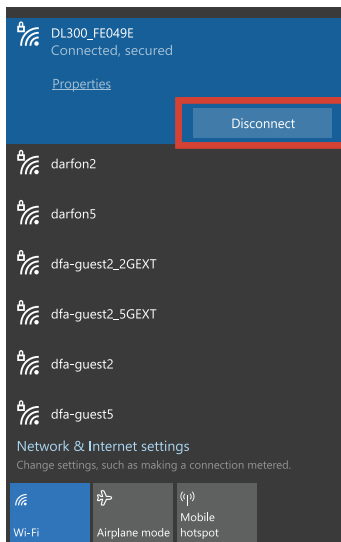 DL300_FE049E
Connected, secured
Properties
Disconnect
darfon2
darfon5
dfa-guest2_2GEXT
dfa-guest2_5GEXT
dfa-guest2
dfa-guest5
Network & Internet settings
Change settings, such as making a connection metered.
Wi-Fi
Airplane mode
Mobile
hotspot